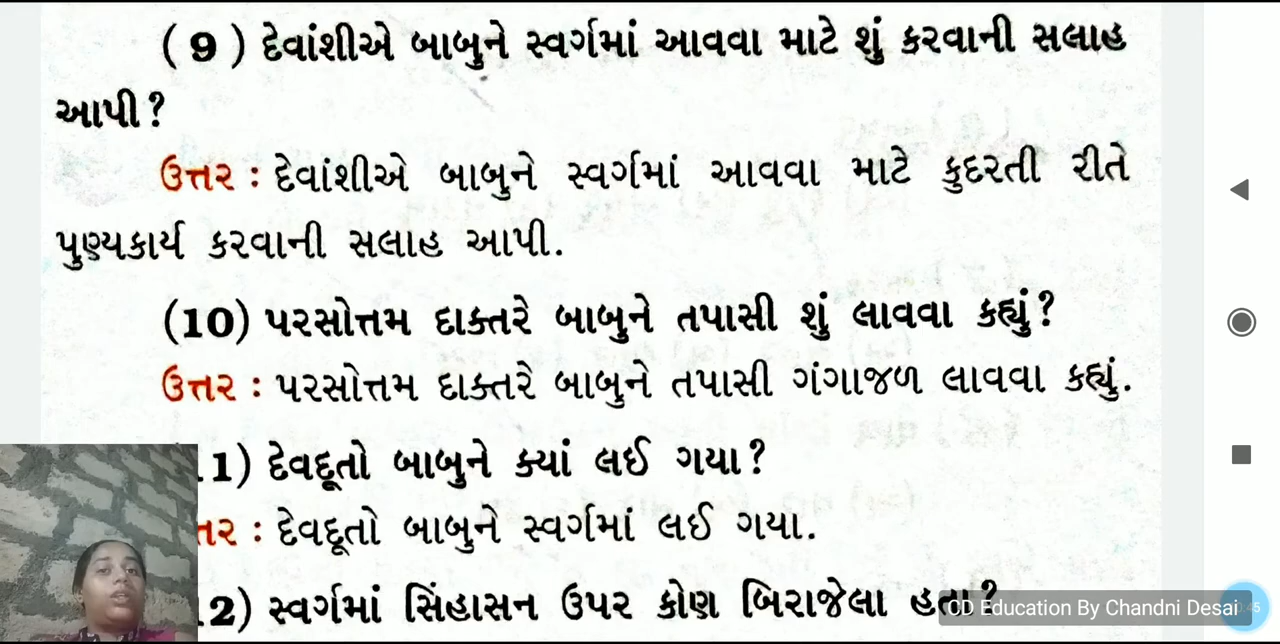 (9) દેવાંશીએ બાબુને સ્વર્ગમાં આવવા માટે શું કરવાની સલાહ
આપી?
ઉત્તર : દેવાંશીએ બાબુને સ્વર્ગમાં આવવા માટે કુદરતી રીતે
પુણ્યકાર્ય કરવાની સલાહ આપી.
(10) પરસોત્તમ દાક્તરે બાબુને તપાસી શું લાવવા કહ્યું?
ઉત્તર : પરસોત્તમ દાક્તરે બાબુને તપાસી ગંગાજળ લાવવા કહ્યું.
1) દેવદૂતો બાબુને ક્યાં લઈ ગયા?
ત્તર : દેવદૂતો બાબુને સ્વર્ગમાં લઈ ગયા.
2) સ્વર્ગમાં સિંહાસન ઉપર કોણ બિરાજેલા હતા?
CD Education By Chandni Desai